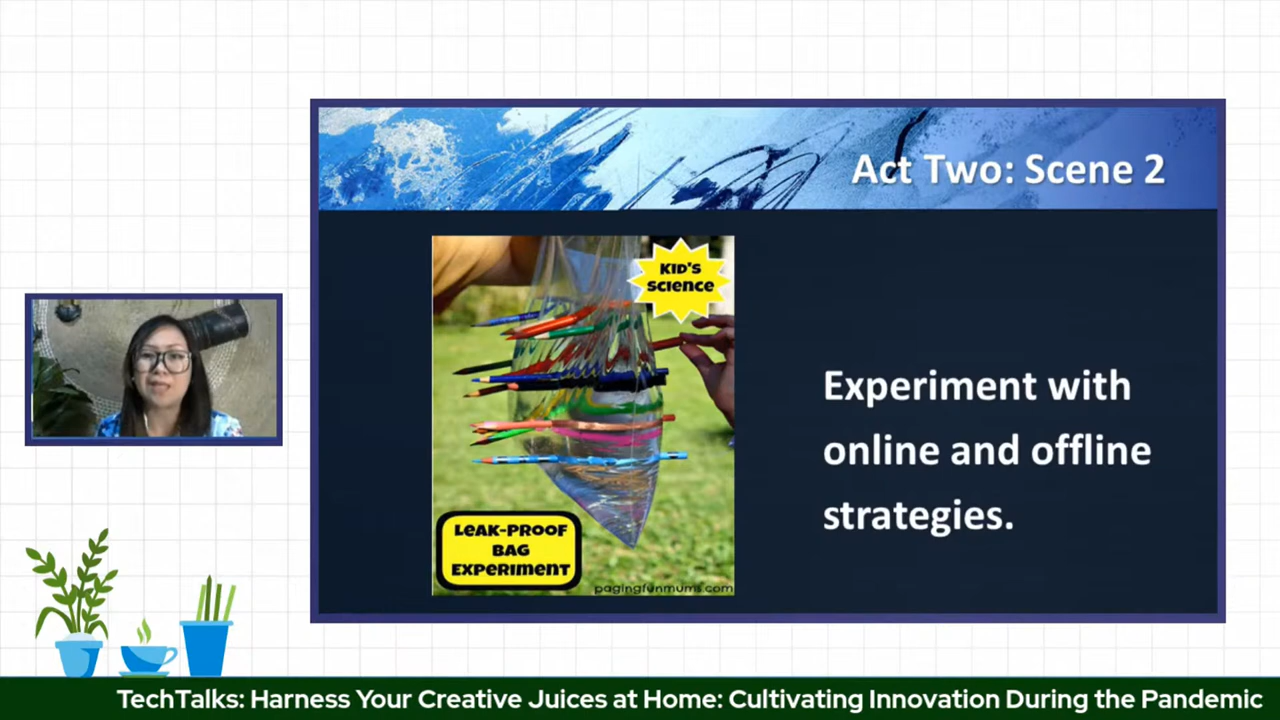 Act Two: Scene 2
KID'S
SCIENCE
LEAK-PROOF
BAG
EXPERIMENT
pagingfunmums.com
Experiment with
online and offline
strategies.
TechTalks: Harness Your Creative Juices at Home: Cultivating Innovation During the Pandemic